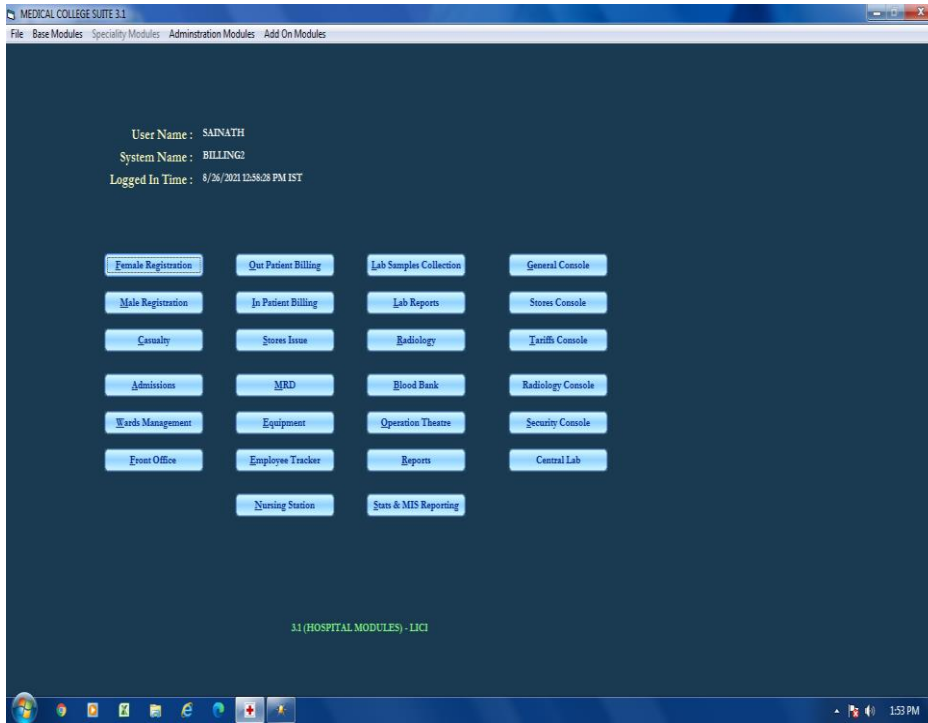 MEDICAL COLLEGE SUITE 3.1
File Base Modules Speciality Modules Adminstration Modules Add On Modules
User Name : SAINATH
System Name : BILLING2
Logged In Time : 8/26/2021 12:58:28 PM IST
Female Registration Out Patient Billing Lab Samples Collection General Console
Male Registration In Patient Billing Lab Reports Stores Console
Casualty Stores Issue Radiology Tariffs Console
Admissions MRD Blood Bank Radiology Console
Wards Management Equipment Operation Theatre Security Console
Front Office Employee Tracker Reports Central Lab
Nursing Station Stats & MIS Reporting
3.1 (HOSPITAL MODULES) - LICI
1:53 PM